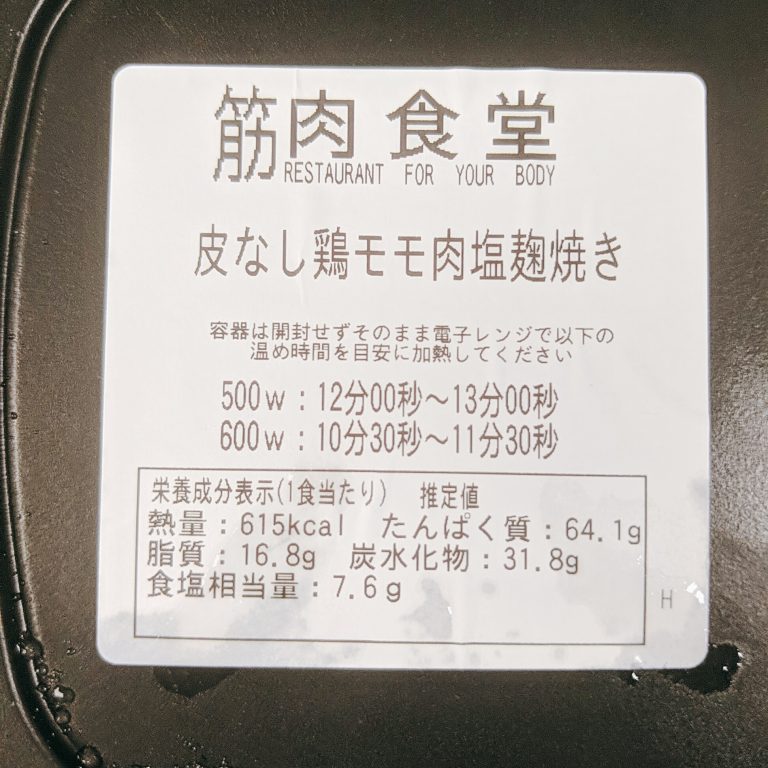 筋肉食堂
RESTAURANT FOR YOUR BODY
皮なし鶏モモ肉塩麹焼き
容器は開封せずそのまま電子レンジで以下の
温め時間を目安に加熱してください
500w：12分00秒～13分00秒
600w：10分30秒～11分30秒
栄養成分表示(1食当たり) 推定値
熱量：615kcal たんぱく質：64.1g
脂質：16.8g 炭水化物：31.8g
食塩相当量：7.6g
H